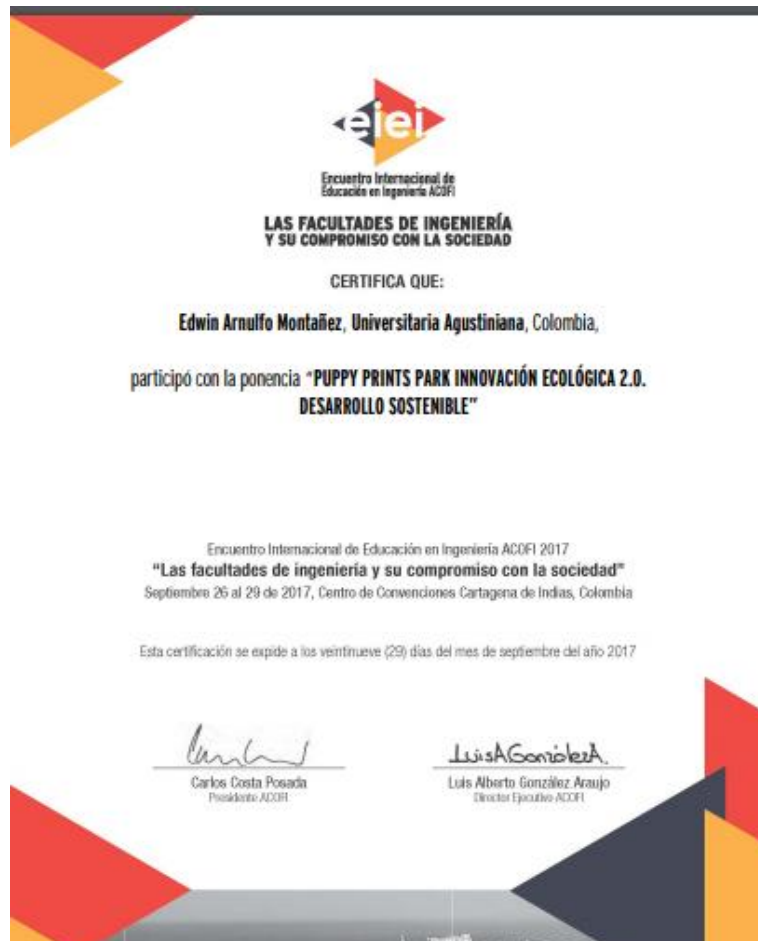 eiei
Encuentro Internacional de
Educación en Ingeniería ACOFI
LAS FACULTADES DE INGENIERÍA
Y SU COMPROMISO CON LA SOCIEDAD
CERTIFICA QUE:
Edwin Arnulfo Montañez, Universitaria Agustiniana, Colombia,
participó con la ponencia "PUPPY PRINTS PARK INNOVACIÓN ECOLÓGICA 2.0.
DESARROLLO SOSTENIBLE"
Encuentro Internacional de Educación en Ingeniería ACOFI 2017
"Las facultades de ingeniería y su compromiso con la sociedad"
Septiembre 26 al 29 de 2017, Centro de Convenciones Cartagena de Indias, Colombia
Esta certificación se expide a los veintinueve (29) días del mes de septiembre del año 2017
LuisAGonzálezA.
Carlos Costa Posada
Luis Alberto González Araujo
Presidente ACOFI
Director Ejecutivo ACOFI